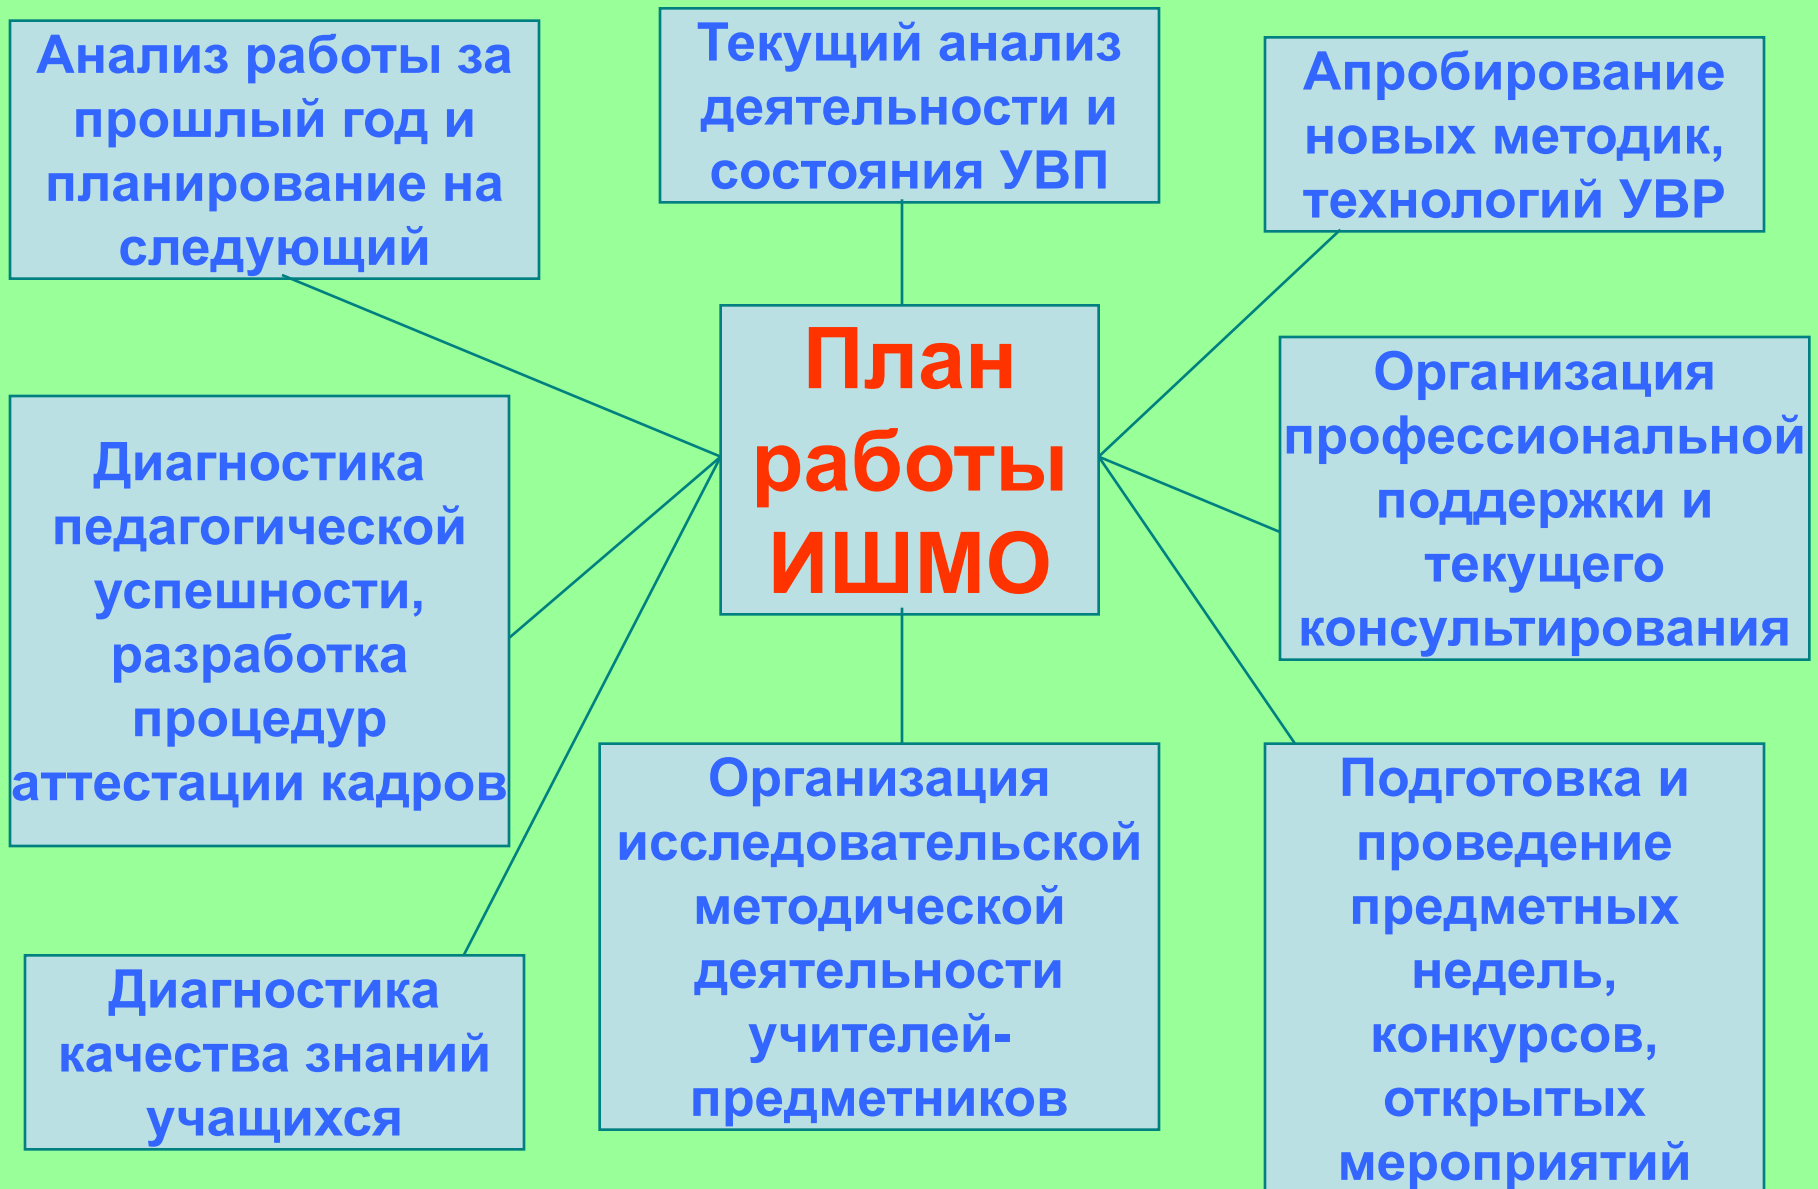 Анализ работы за
прошлый год и
планирование на
следующий
Текущий анализ
деятельности и
состояния УВП
Апробирование
новых методик,
технологий УВР
План
работы
ИШМО
Организация
профессиональной
поддержки и
текущего
консультирования
Диагностика
педагогической
успешности,
разработка
процедур
аттестации кадров
Диагностика
качества знаний
учащихся
Организация
исследовательской
методической
деятельности
учителей-
предметников
Подготовка и
проведение
предметных
недель,
конкурсов,
открытых
мероприятий